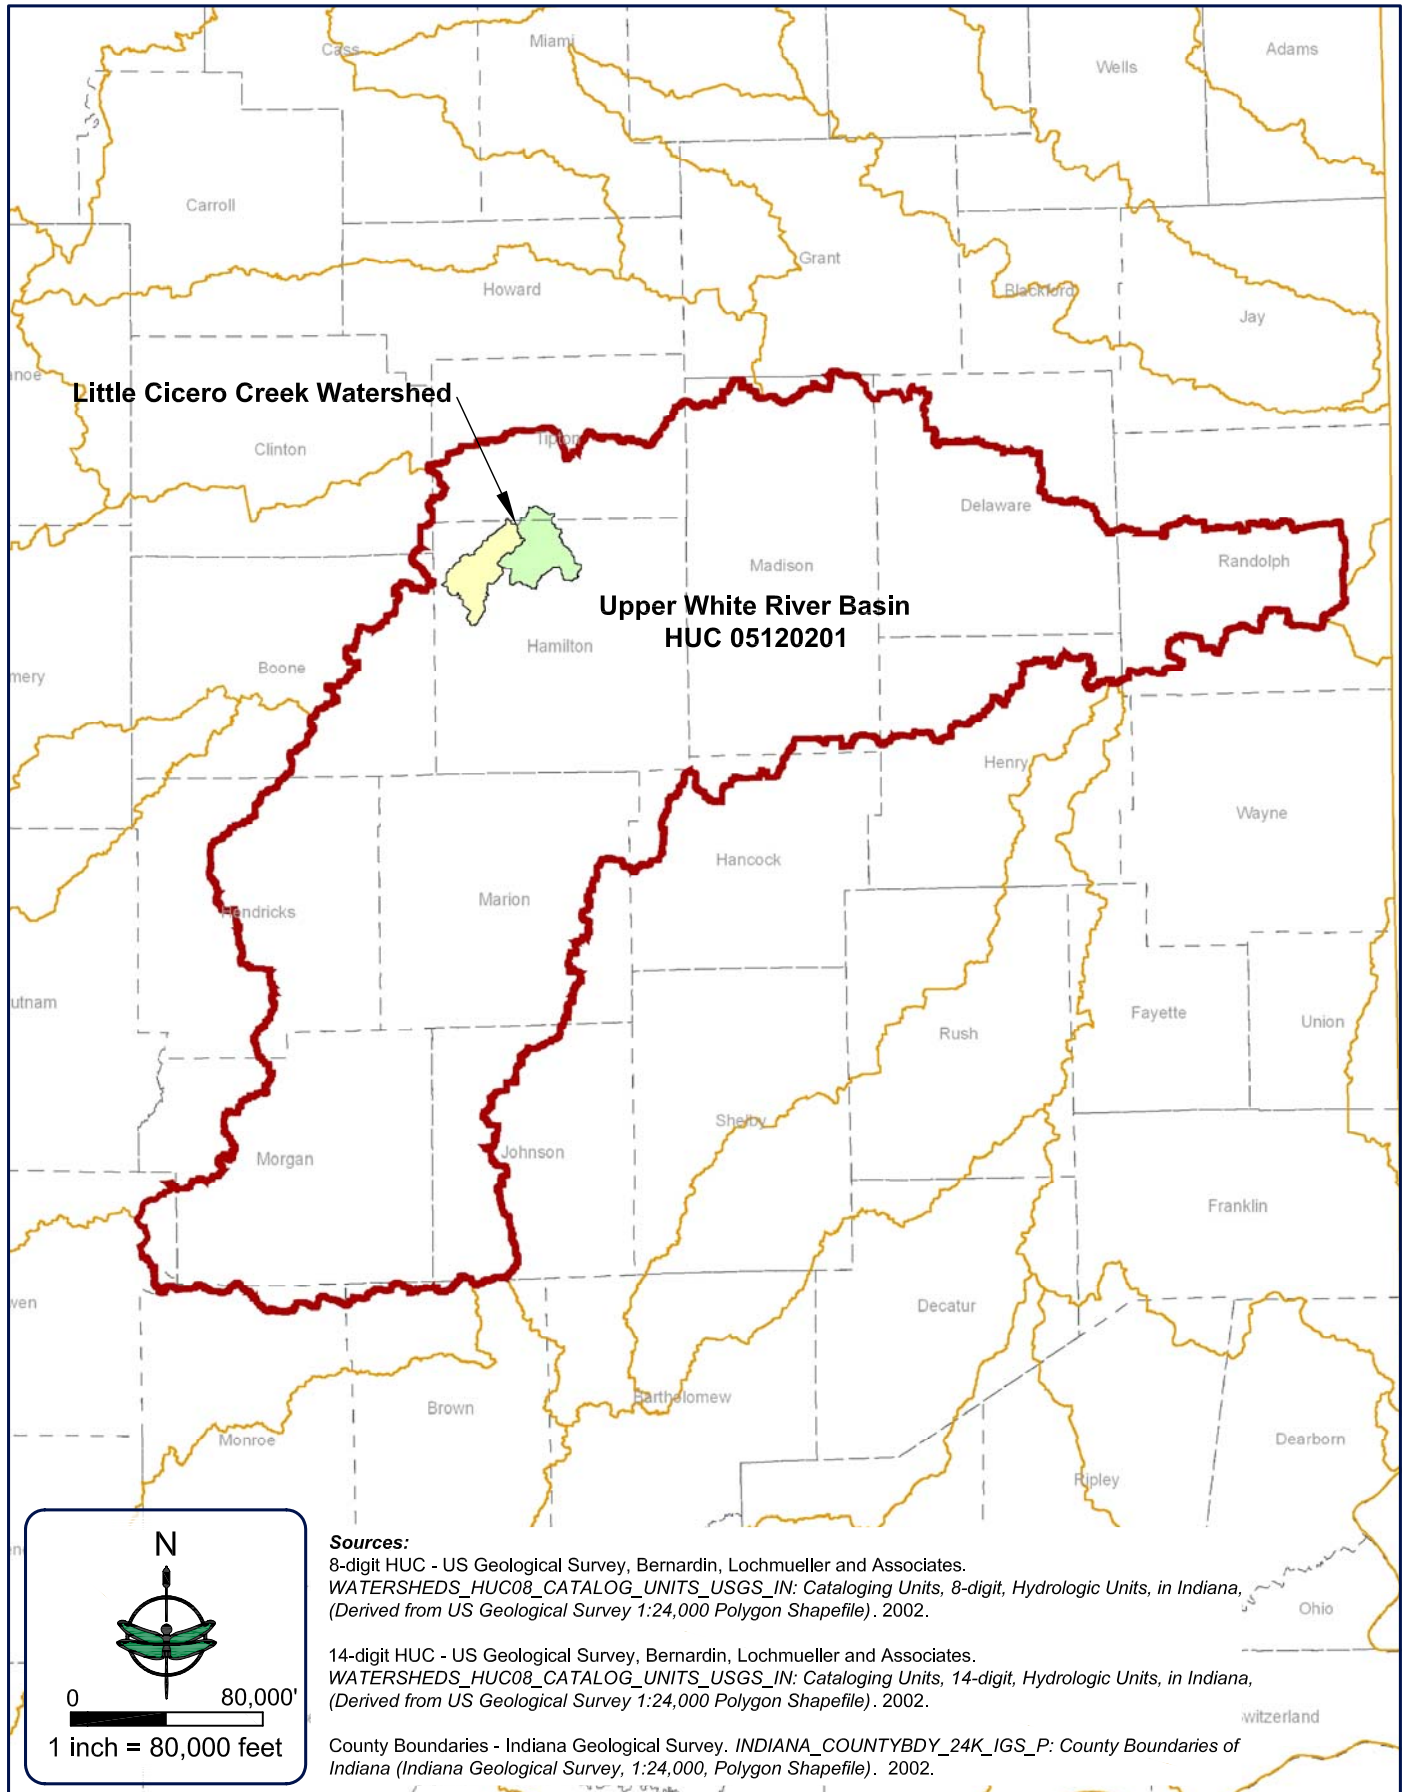 Cass
Miami
Wells
Adams
Carroll
Grant
Howard
Blackford
Jay
noe
Little Cicero Creek Watershed
Tipton
Clinton
Delaware
Randolph
Madison
Upper White River Basin
HUC 05120201
Hamilton
Boone
mery
Henry
Wayne
Hancock
Marion
Hendricks
utnam
Fayette
Union
Rush
Shelby
Johnson
Morgan
Franklin
ven
Decatur
Bartholomew
Brown
Monroe
Dearborn
Ripley
Ohio
witzerland
N
0 80,000'
1 inch = 80,000 feet
Sources:
8-digit HUC - US Geological Survey, Bernardin, Lochmueller and Associates.
WATERSHEDS_HUC08_CATALOG_UNITS_USGS_IN: Cataloging Units, 8-digit, Hydrologic Units, in Indiana,
(Derived from US Geological Survey 1:24,000 Polygon Shapefile). 2002.
14-digit HUC - US Geological Survey, Bernardin, Lochmueller and Associates.
WATERSHEDS_HUC08_CATALOG_UNITS_USGS_IN: Cataloging Units, 14-digit, Hydrologic Units, in Indiana,
(Derived from US Geological Survey 1:24,000 Polygon Shapefile). 2002.
County Boundaries - Indiana Geological Survey. INDIANA_COUNTYBDY_24K_IGS_P: County Boundaries of
Indiana (Indiana Geological Survey, 1:24,000, Polygon Shapefile). 2002.